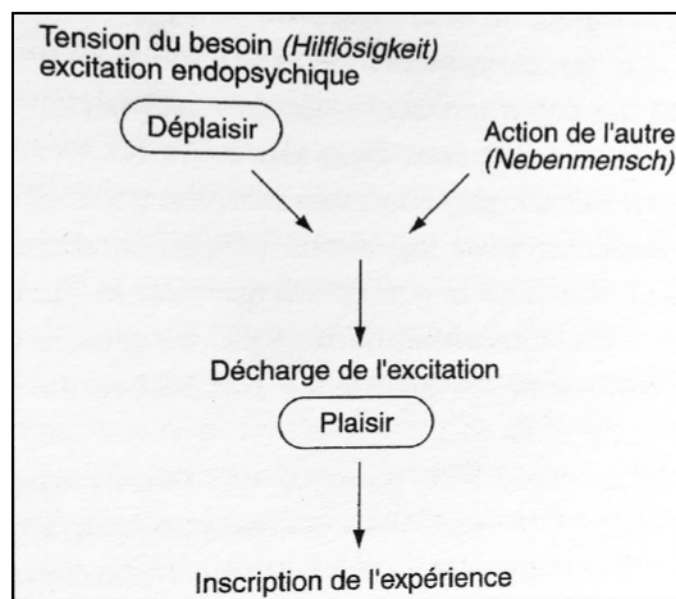 Tension du besoin (Hilflösigkeit)
excitation endopsychique
Déplaisir
Action de l'autre
(Nebenmensch)
Décharge de l'excitation
Plaisir
Inscription de l'expérience